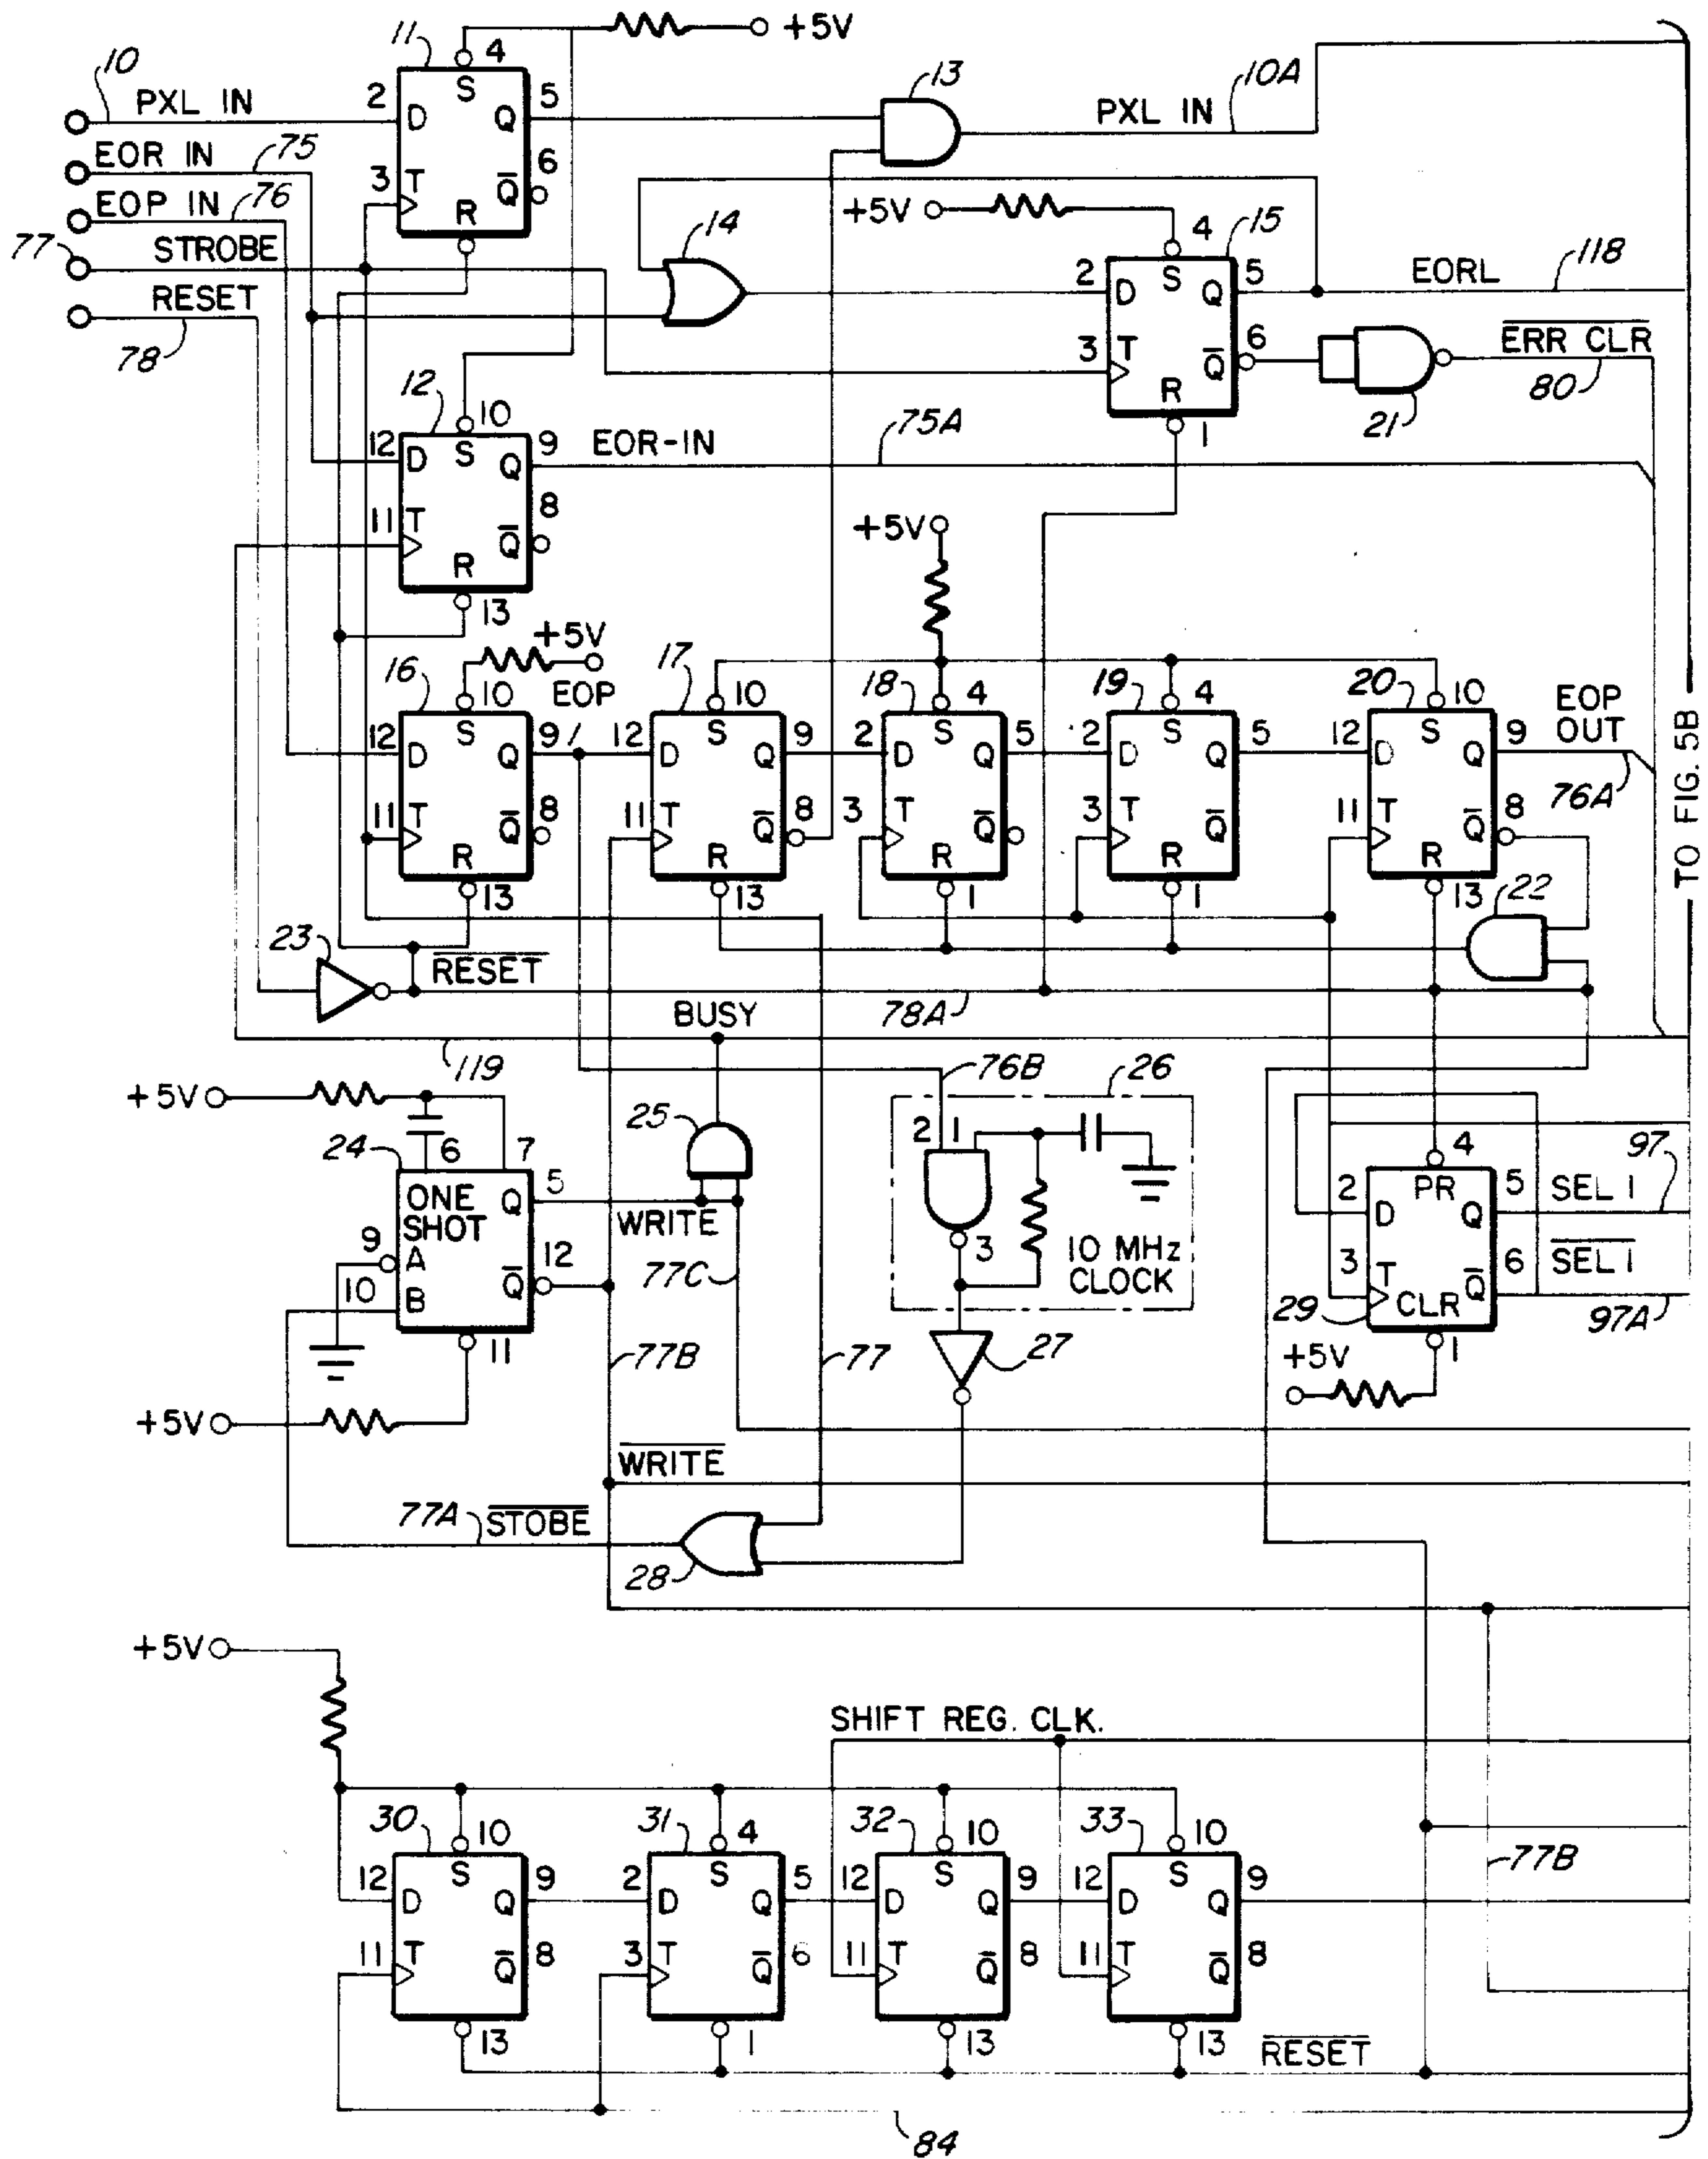 11 4 +5V
10 PXL IN 2 D S Q 5 13 PXL IN 10A
EOR IN 75 3 T R Q̅ 6
EOP IN 76 +5V 4 15
77 STROBE 14 2 D S Q 5 EORL 118
RESET 78 3 T R Q̅ 6 E̅R̅R̅ C̅L̅R̅ 80
12 10 1 21
12 D S Q 9 EOR-IN 75A
11 T R Q̅ 8 +5V
13
16 +5V 17 18 19 20
10 EOP 10 4 4 10 EOP OUT
12 D S Q 9 12 D S Q 9 2 D S Q 5 2 D S Q 5 12 D S Q 9 76A
11 T R Q̅ 8 11 T R Q̅ 8 3 T R Q̅ 3 T R Q̅ 11 T R Q̅ 8
13 13 1 1 13 22
TO FIG. 5B
23 R̅E̅S̅E̅T̅ 78A
BUSY
119 76B 26
+5V 25 2 1
24 6 7 4 97
ONE SHOT Q 5 WRITE 2 D PR Q 5 SEL 1
9 A Q̅ 12 77C 3 10 MHz CLOCK 3 T CLR Q̅ 6 S̅E̅L̅ 1̅
10 B 29 97A
11 77B 77 27 +5V 1
+5V
W̅R̅I̅T̅E̅
77A S̅T̅O̅B̅E̅
28
+5V
SHIFT REG. CLK.
30 10 31 4 32 10 33 10
77B
12 D S Q 9 2 D S Q 5 12 D S Q 9 12 D S Q 9
11 T Q̅ 8 3 T Q̅ 6 11 T Q̅ 8 11 T Q̅ 8
13 1 13 13 R̅E̅S̅E̅T̅
84